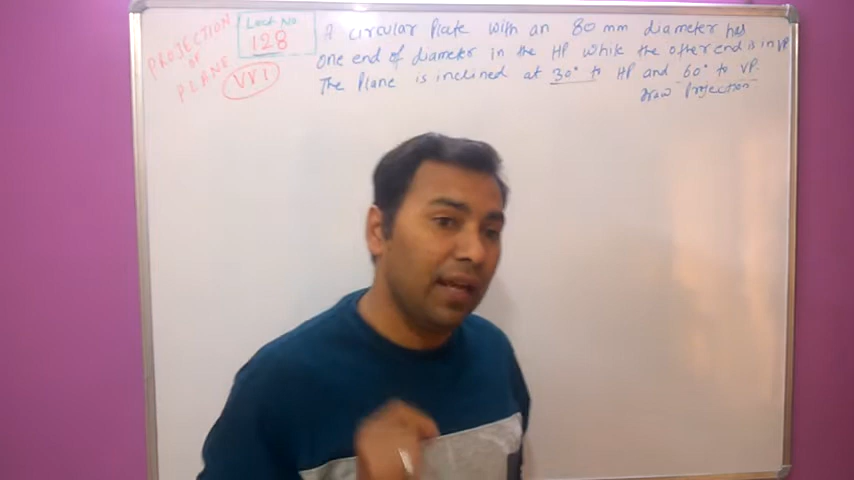 PROJECTION
OF
PLANE
VVI
Lect No
128
A circular Plate with an 80 mm diameter has
one end of diameter in the HP while the other end is in VP
The Plane is inclined at 30° to HP and 60° to VP.
Draw Projection